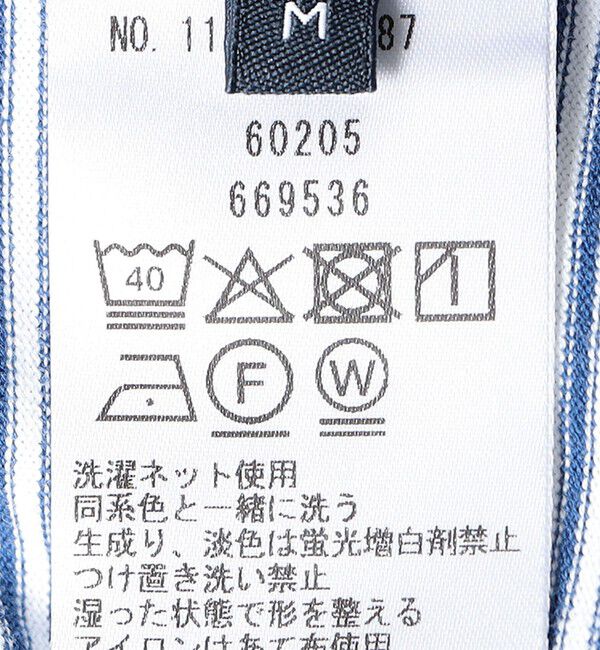 M
NO. 11 87
60205
669536
40
F W
洗濯ネット使用
同系色と一緒に洗う
生成り、淡色は蛍光増白剤禁止
つけ置き洗い禁止
湿った状態で形を整える
アイロンはあて布使用